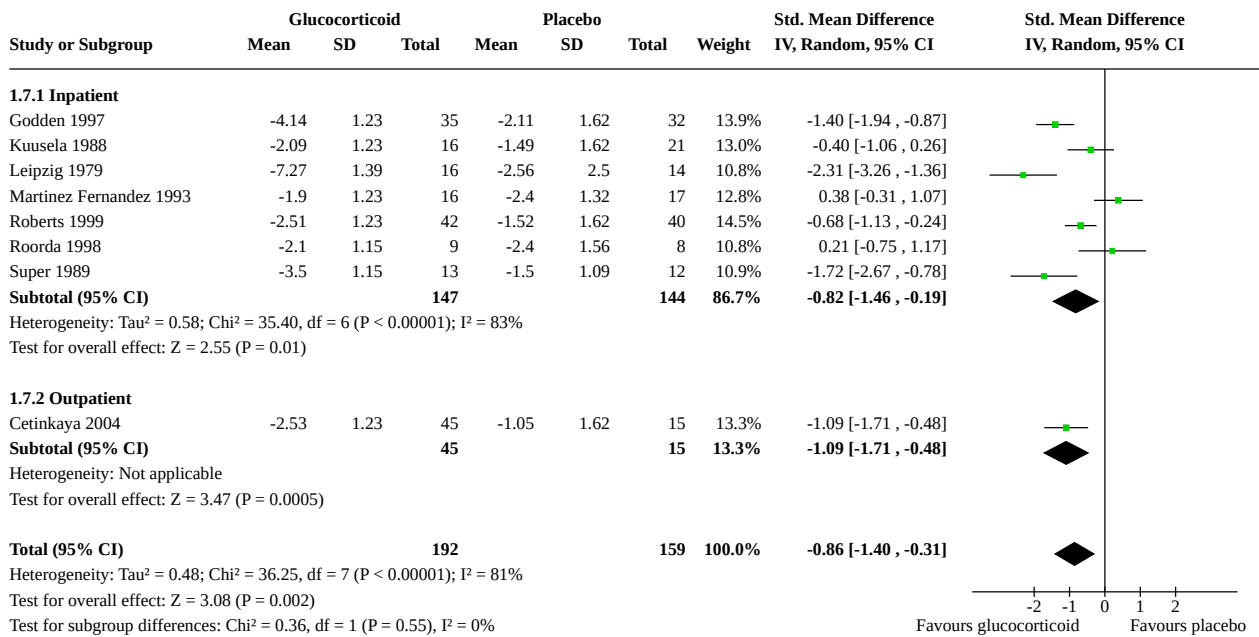 Glucocorticoid Placebo Std. Mean Difference Std. Mean Difference
Study or Subgroup Mean SD Total Mean SD Total Weight IV, Random, 95% CI IV, Random, 95% CI
1.7.1 Inpatient
Godden 1997 -4.14 1.23 35 -2.11 1.62 32 13.9% -1.40 [-1.94 , -0.87]
Kuusela 1988 -2.09 1.23 16 -1.49 1.62 21 13.0% -0.40 [-1.06 , 0.26]
Leipzig 1979 -7.27 1.39 16 -2.56 2.5 14 10.8% -2.31 [-3.26 , -1.36]
Martinez Fernandez 1993 -1.9 1.23 16 -2.4 1.32 17 12.8% 0.38 [-0.31 , 1.07]
Roberts 1999 -2.51 1.23 42 -1.52 1.62 40 14.5% -0.68 [-1.13 , -0.24]
Roorda 1998 -2.1 1.15 9 -2.4 1.56 8 10.8% 0.21 [-0.75 , 1.17]
Super 1989 -3.5 1.15 13 -1.5 1.09 12 10.9% -1.72 [-2.67 , -0.78]
Subtotal (95% CI) 147 144 86.7% -0.82 [-1.46 , -0.19]
Heterogeneity: Tau² = 0.58; Chi² = 35.40, df = 6 (P < 0.00001); I² = 83%
Test for overall effect: Z = 2.55 (P = 0.01)
1.7.2 Outpatient
Cetinkaya 2004 -2.53 1.23 45 -1.05 1.62 15 13.3% -1.09 [-1.71 , -0.48]
Subtotal (95% CI) 45 15 13.3% -1.09 [-1.71 , -0.48]
Heterogeneity: Not applicable
Test for overall effect: Z = 3.47 (P = 0.0005)
Total (95% CI) 192 159 100.0% -0.86 [-1.40 , -0.31]
Heterogeneity: Tau² = 0.48; Chi² = 36.25, df = 7 (P < 0.00001); I² = 81%
Test for overall effect: Z = 3.08 (P = 0.002) -2 -1 0 1 2
Test for subgroup differences: Chi² = 0.36, df = 1 (P = 0.55), I² = 0% Favours glucocorticoid Favours placebo